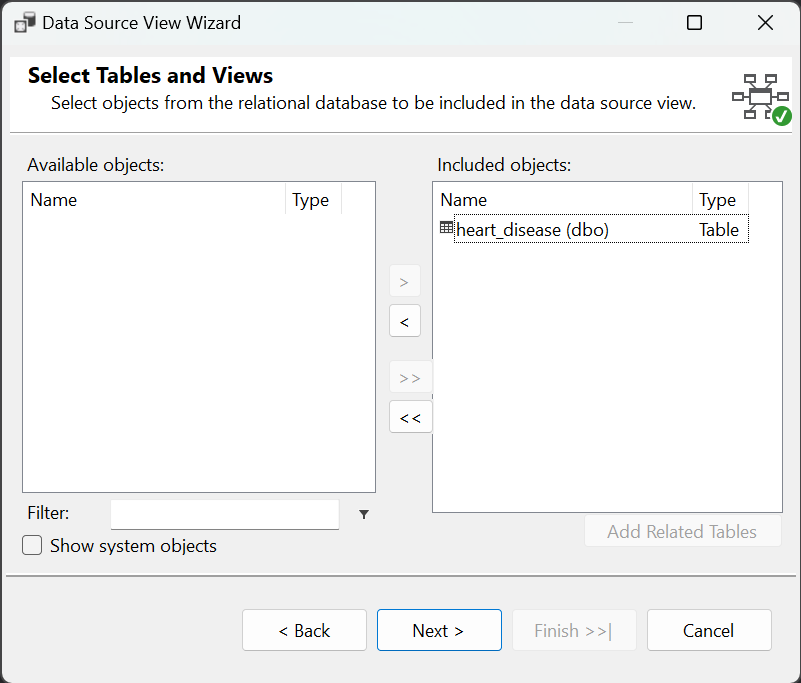 Data Source View Wizard
Select Tables and Views
Select objects from the relational database to be included in the data source view.
Available objects:
Name Type
Included objects:
Name Type
heart_disease (dbo) Table
>
<
>>
<<
Filter:
Show system objects
Add Related Tables
< Back Next > Finish >>| Cancel